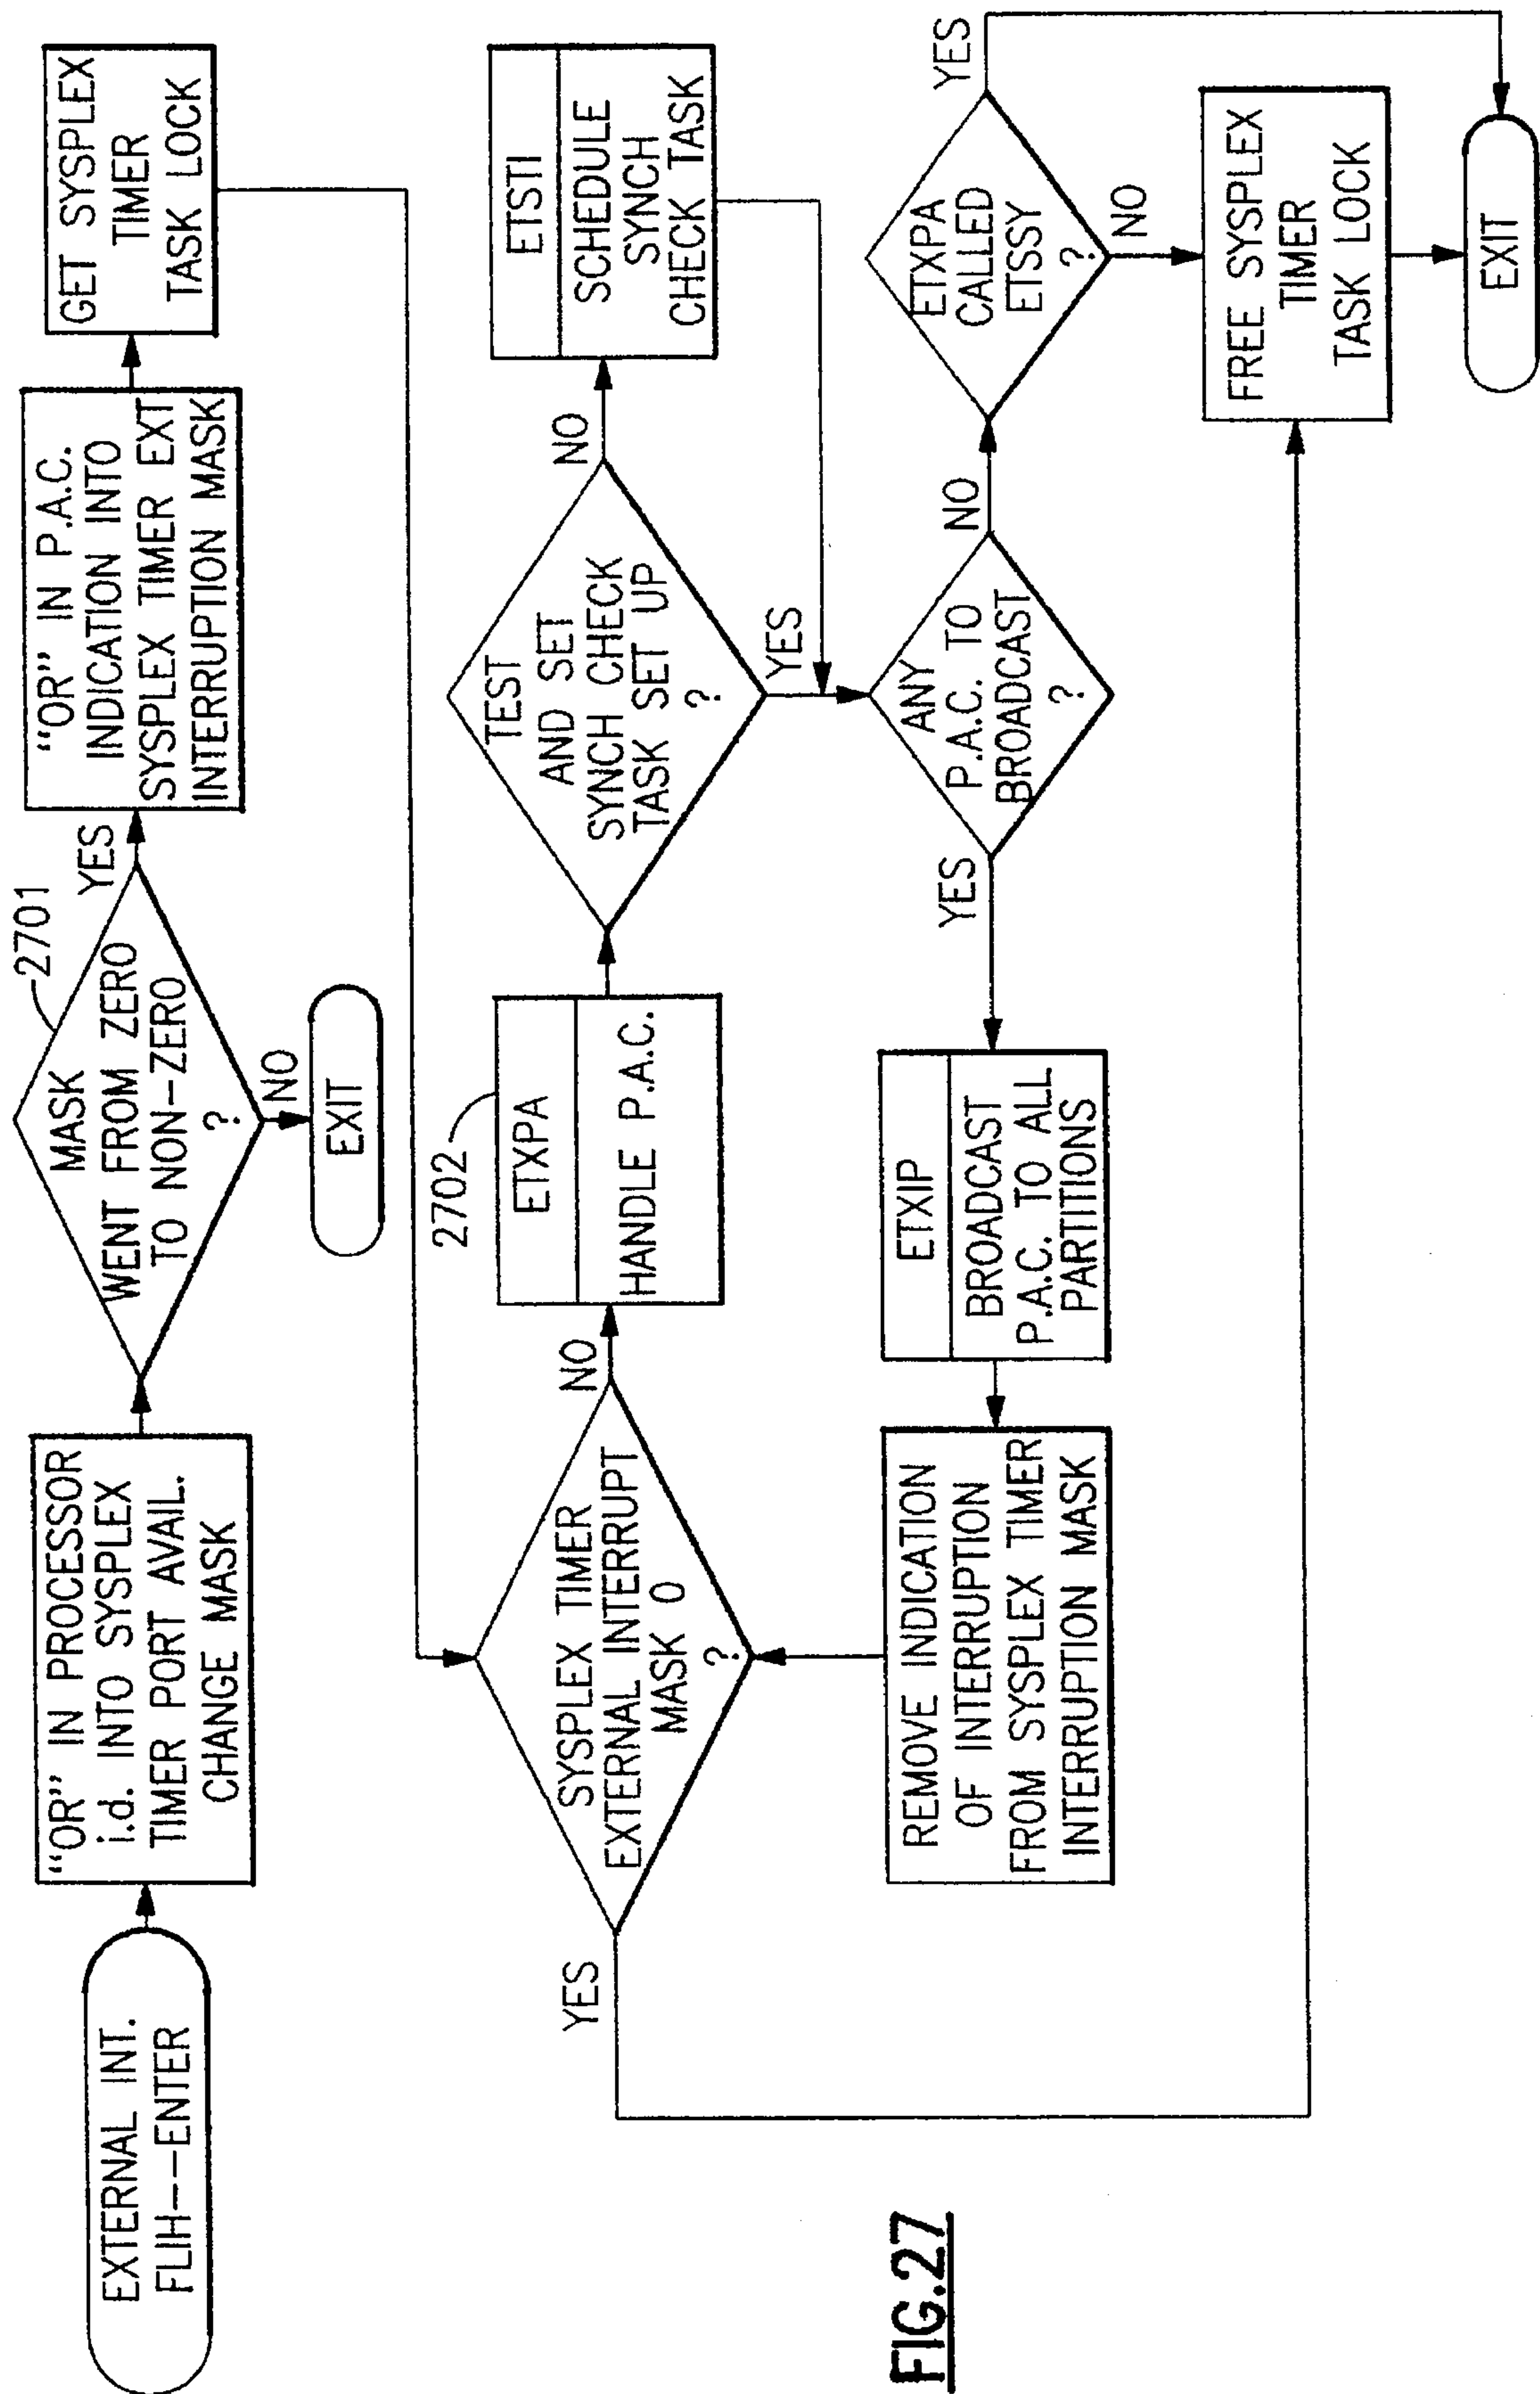 EXTERNAL INT.
FLIH--ENTER
"OR" IN PROCESSOR
i.d. INTO SYSPLEX
TIMER PORT AVAIL.
CHANGE MASK
2701
MASK
WENT FROM ZERO
TO NON-ZERO
?
YES
NO
EXIT
"OR" IN P.A.C.
INDICATION INTO
SYSPLEX TIMER EXT
INTERRUPTION MASK
GET SYSPLEX
TIMER
TASK LOCK
SYSPLEX TIMER
EXTERNAL INTERRUPT
MASK 0
?
YES
NO
2702
ETXPA
HANDLE P.A.C.
TEST
AND SET
SYNCH CHECK
TASK SET UP
?
NO
YES
ETSTI
SCHEDULE
SYNCH
CHECK TASK
ANY
P.A.C. TO
BROADCAST
?
YES
NO
ETXIP
BROADCAST
P.A.C. TO ALL
PARTITIONS
REMOVE INDICATION
OF INTERRUPTION
FROM SYSPLEX TIMER
INTERRUPTION MASK
ETXPA
CALLED
ETSSY
?
YES
NO
FREE SYSPLEX
TIMER
TASK LOCK
EXIT
FIG.27